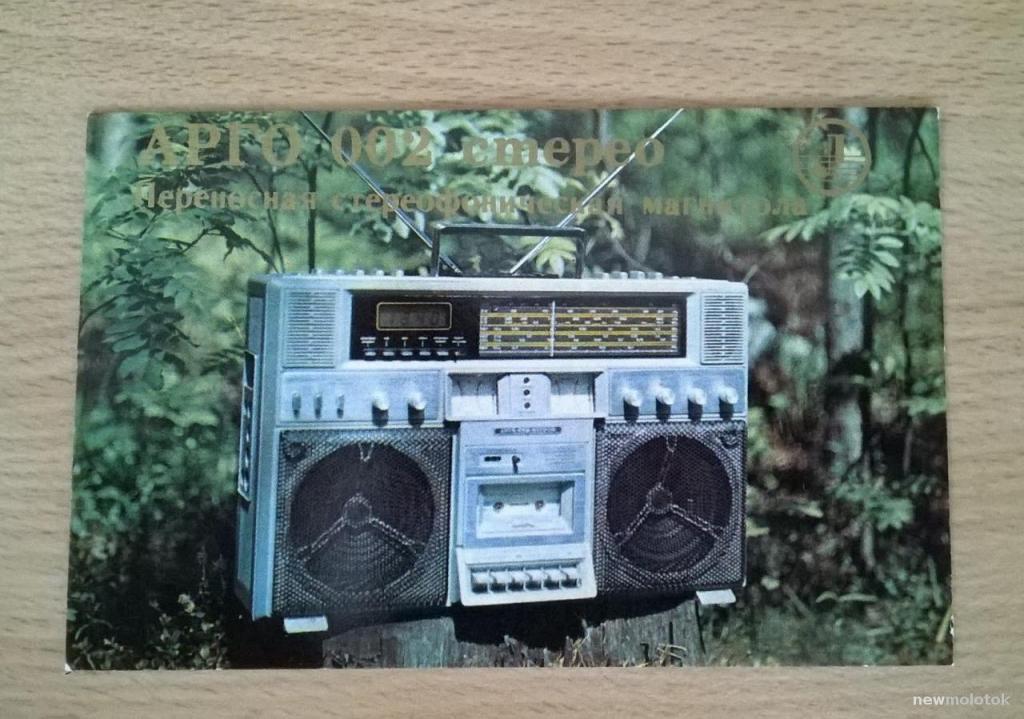 АРГО 002 стерео
Переносная стереофоническая магнитола
newmolotok